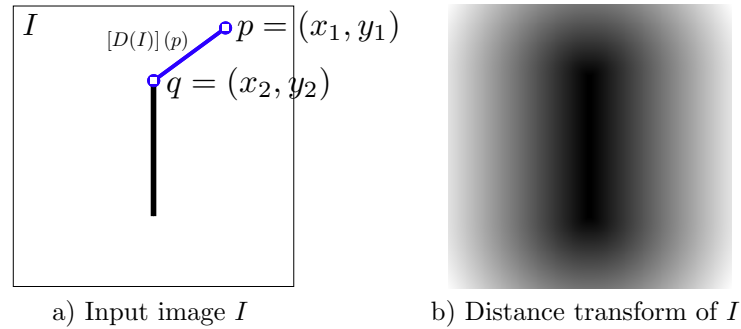 I
[D(I)] (p)
p = (x₁, y₁)
q = (x₂, y₂)
a) Input image I
b) Distance transform of I